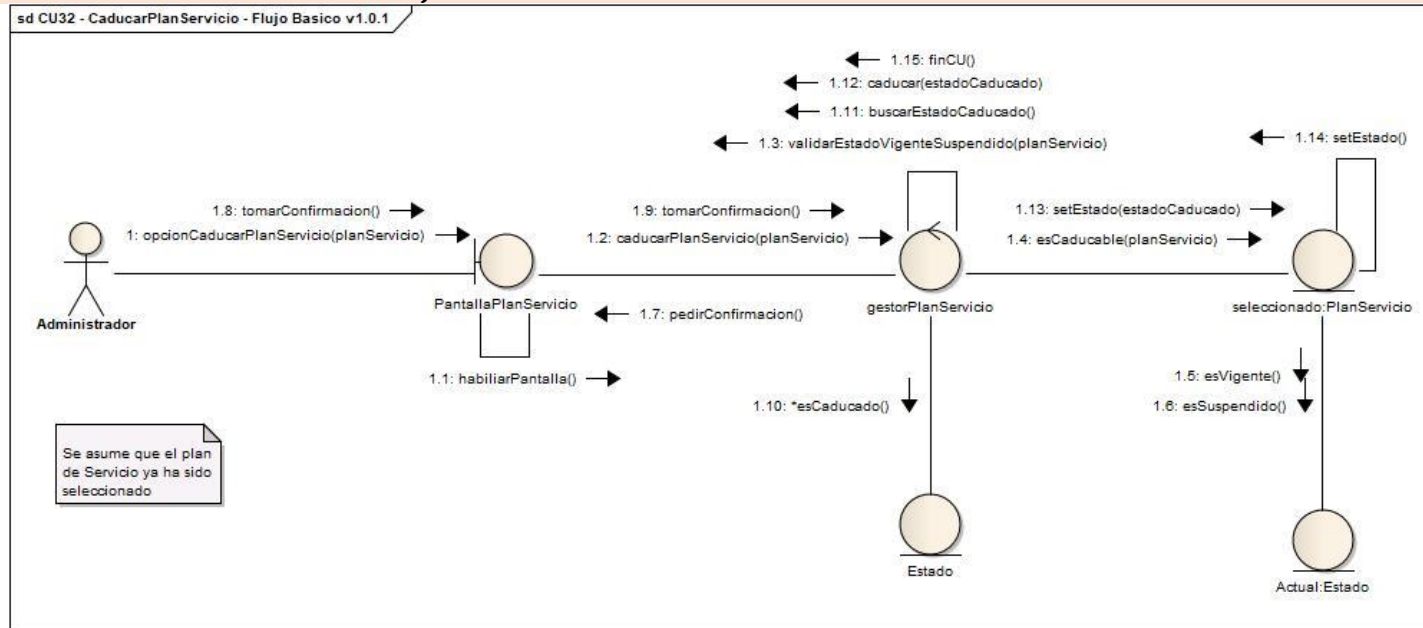 sd CU32 - CaducarPlanServicio - Flujo Basico v1.0.1
1.15: finCU()
1.12: caducar(estadoCaducado)
1.11: buscarEstadoCaducado()
1.3: validarEstadoVigenteSuspendido(planServicio)
1.14: setEstado()
1.8: tomarConfirmacion()
1: opcionCaducarPlanServicio(planServicio)
1.9: tomarConfirmacion()
1.2: caducarPlanServicio(planServicio)
1.13: setEstado(estadoCaducado)
1.4: esCaducable(planServicio)
Administrador
PantallaPlanServicio
gestorPlanServicio
seleccionado:PlanServicio
1.7: pedirConfirmacion()
1.1: habiliarPantalla()
1.5: esVigente()
1.6: esSuspendido()
1.10: *esCaducado()
Se asume que el plan
de Servicio ya ha sido
seleccionado
Estado
Actual:Estado